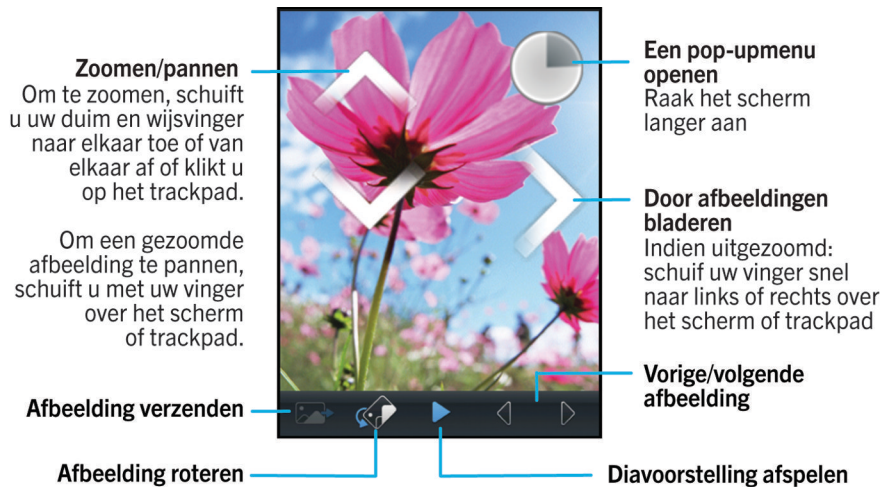 Zoomen/pannen
Om te zoomen, schuift
u uw duim en wijsvinger
naar elkaar toe of van
elkaar af of klikt u
op het trackpad.
Om een gezoomde
afbeelding te pannen,
schuift u met uw vinger
over het scherm
of trackpad.
Afbeelding verzenden
Afbeelding roteren
Een pop-upmenu
openen
Raak het scherm
langer aan
Door afbeeldingen
bladeren
Indien uitgezoomd:
schuif uw vinger snel
naar links of rechts over
het scherm of trackpad
Vorige/volgende
afbeelding
Diavoorstelling afspelen